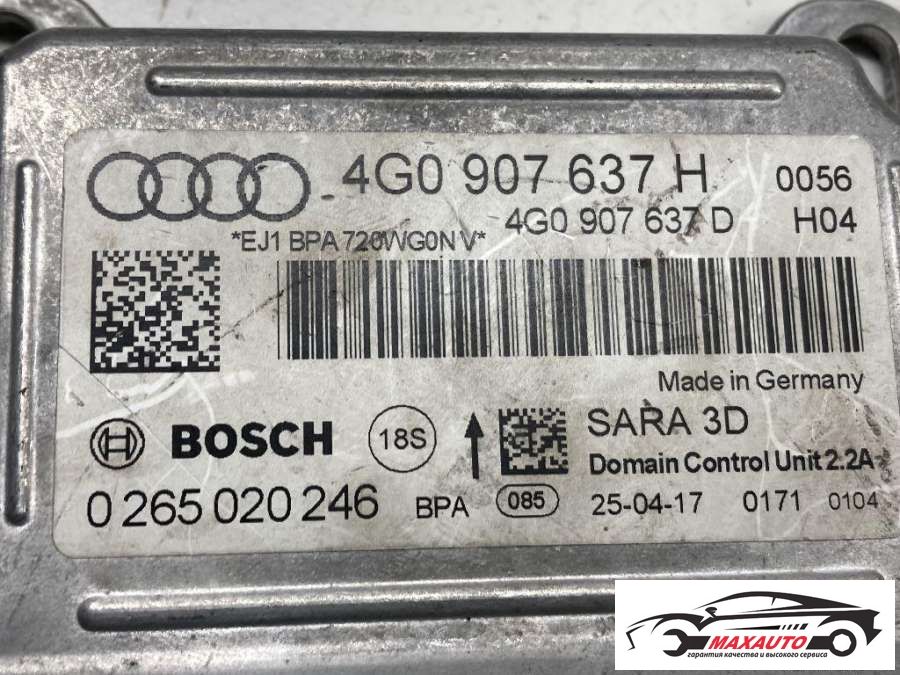 4G0 907 637 H 0056
4G0 907 637 D H04
*EJ1 BPA 720WG0N V*
Made in Germany
BOSCH 18S SARA 3D
Domain Control Unit 2.2A
0 265 020 246 BPA 085 25-04-17 0171 0104
MAXAUTO
гарантия качества и высокого сервиса